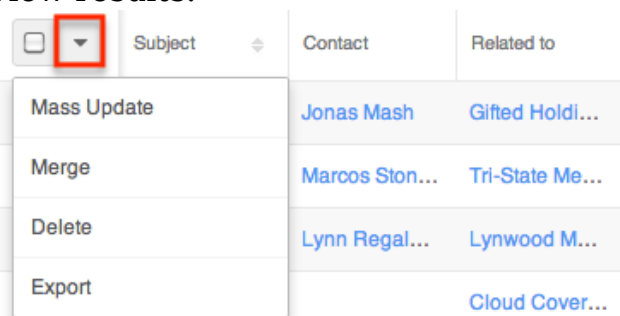 results.
Subject Contact Related to
Mass Update Jonas Mash Gifted Holdi...
Merge Marcos Ston... Tri-State Me...
Delete Lynn Regal... Lynwood M...
Export Cloud Cover...